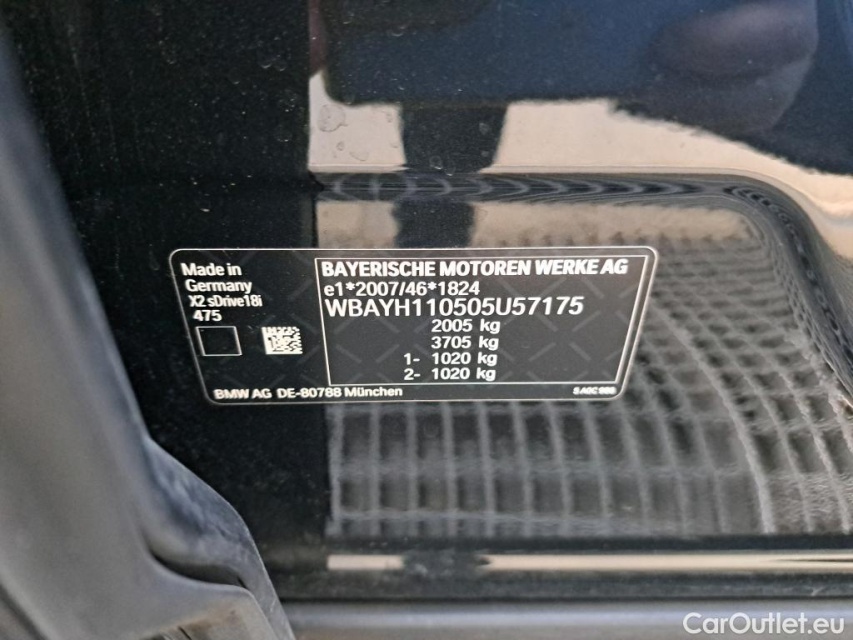 Made in
Germany
X2 sDrive18i
475
BAYERISCHE MOTOREN WERKE AG
e1*2007/46*1824
WBAYH110505U57175
2005 kg
3705 kg
1- 1020 kg
2- 1020 kg
BMW AG DE-80788 München
CarOutlet.eu